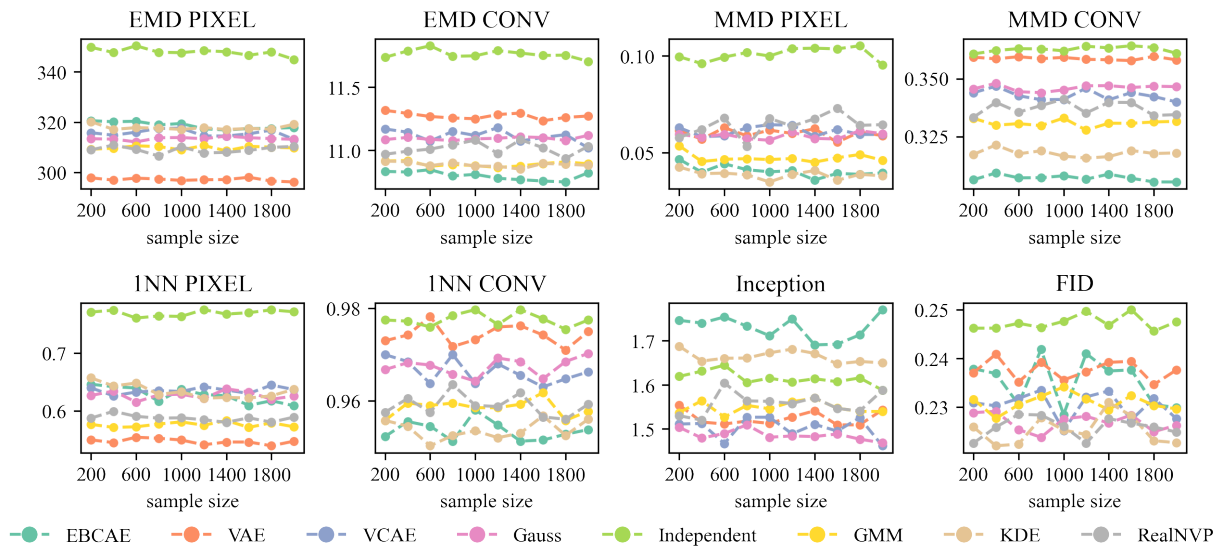 EMD PIXEL EMD CONV MMD PIXEL MMD CONV
340
320
300
11.5
11.0
0.10
0.05
0.350
0.325
200 600 1000 1400 1800 200 600 1000 1400 1800 200 600 1000 1400 1800 200 600 1000 1400 1800
sample size sample size sample size sample size
1NN PIXEL 1NN CONV Inception FID
0.7
0.6
0.98
0.96
1.7
1.6
1.5
0.25
0.24
0.23
200 600 1000 1400 1800 200 600 1000 1400 1800 200 600 1000 1400 1800 200 600 1000 1400 1800
sample size sample size sample size sample size
EBCAE VAE VCAE Gauss Independent GMM KDE RealNVP